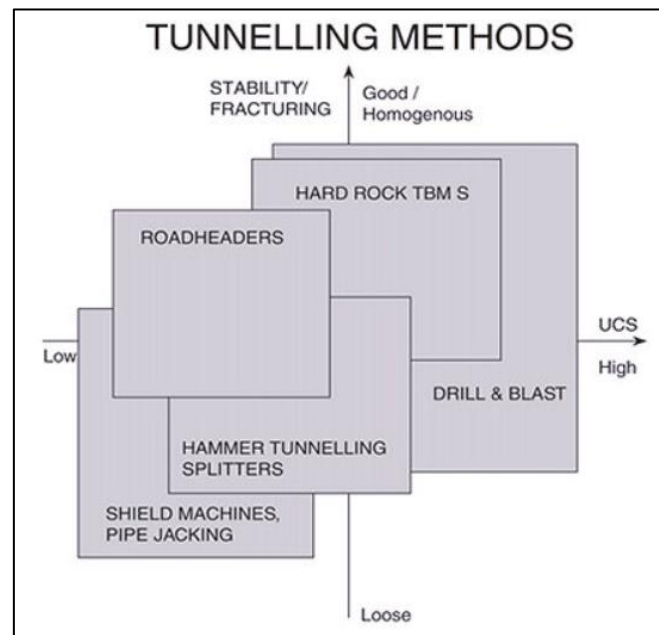 TUNNELLING METHODS
STABILITY/
FRACTURING
Good /
Homogenous
HARD ROCK TBM S
ROADHEADERS
UCS
Low
High
DRILL & BLAST
HAMMER TUNNELLING
SPLITTERS
SHIELD MACHINES,
PIPE JACKING
Loose